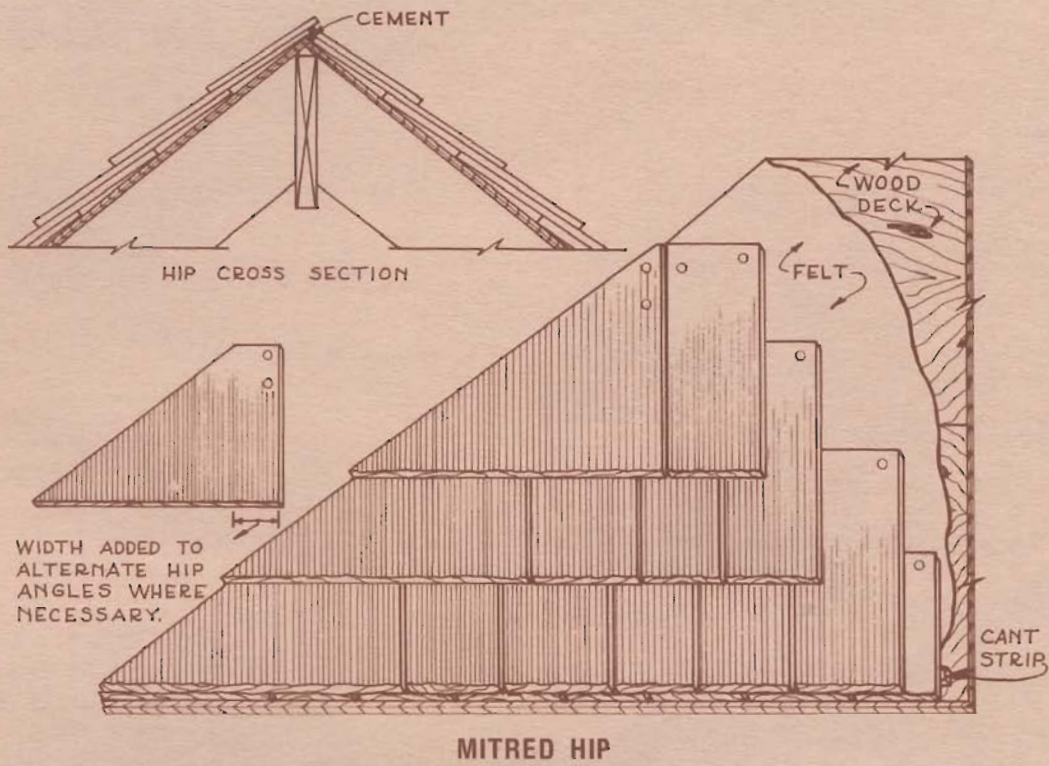 CEMENT
HIP CROSS SECTION
WOOD
DECK
FELT
WIDTH ADDED TO
ALTERNATE HIP
ANGLES WHERE
NECESSARY.
CANT
STRIP
MITRED HIP